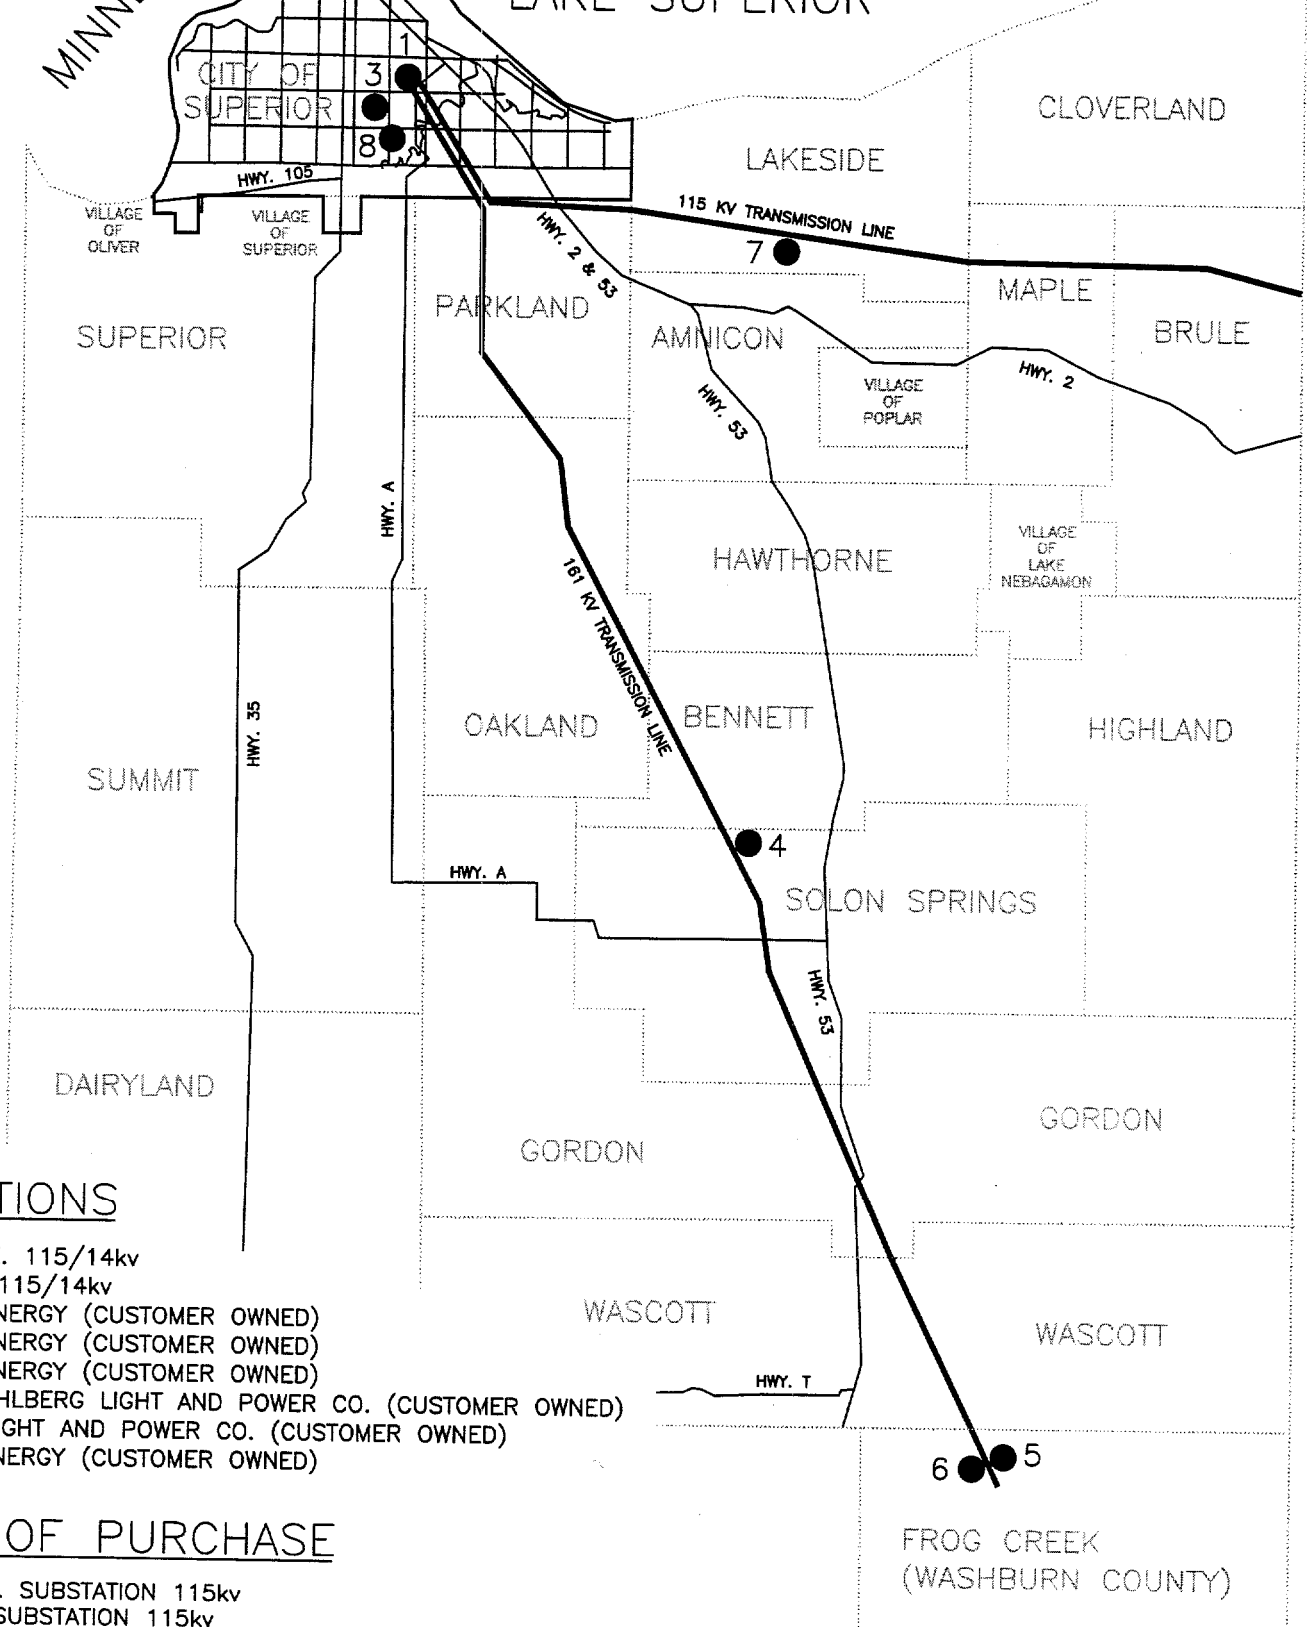 LAKE SUPERIOR
MINNE
1
CITY OF
SUPERIOR
3
8
CLOVERLAND
LAKESIDE
HWY. 105
VILLAGE
OF
OLIVER
VILLAGE
OF
SUPERIOR
115 KV TRANSMISSION LINE
HWY. 2 & 53
7
MAPLE
PARKLAND
SUPERIOR
AMNICON
BRULE
HWY. 2
VILLAGE
OF
POPLAR
HWY. 53
HWY. A
VILLAGE
OF
LAKE
NEBAGAMON
HAWTHORNE
161 KV TRANSMISSION LINE
HWY. 35
OAKLAND
BENNETT
HIGHLAND
SUMMIT
4
HWY. A
SOLON SPRINGS
HWY. 53
DAIRYLAND
GORDON
GORDON
TIONS
. 115/14kv
115/14kv
NERGY (CUSTOMER OWNED)
NERGY (CUSTOMER OWNED)
NERGY (CUSTOMER OWNED)
HLBERG LIGHT AND POWER CO. (CUSTOMER OWNED)
IGHT AND POWER CO. (CUSTOMER OWNED)
NERGY (CUSTOMER OWNED)
WASCOTT
WASCOTT
HWY. T
6
5
OF PURCHASE
. SUBSTATION 115kv
SUBSTATION 115kv
FROG CREEK
(WASHBURN COUNTY)